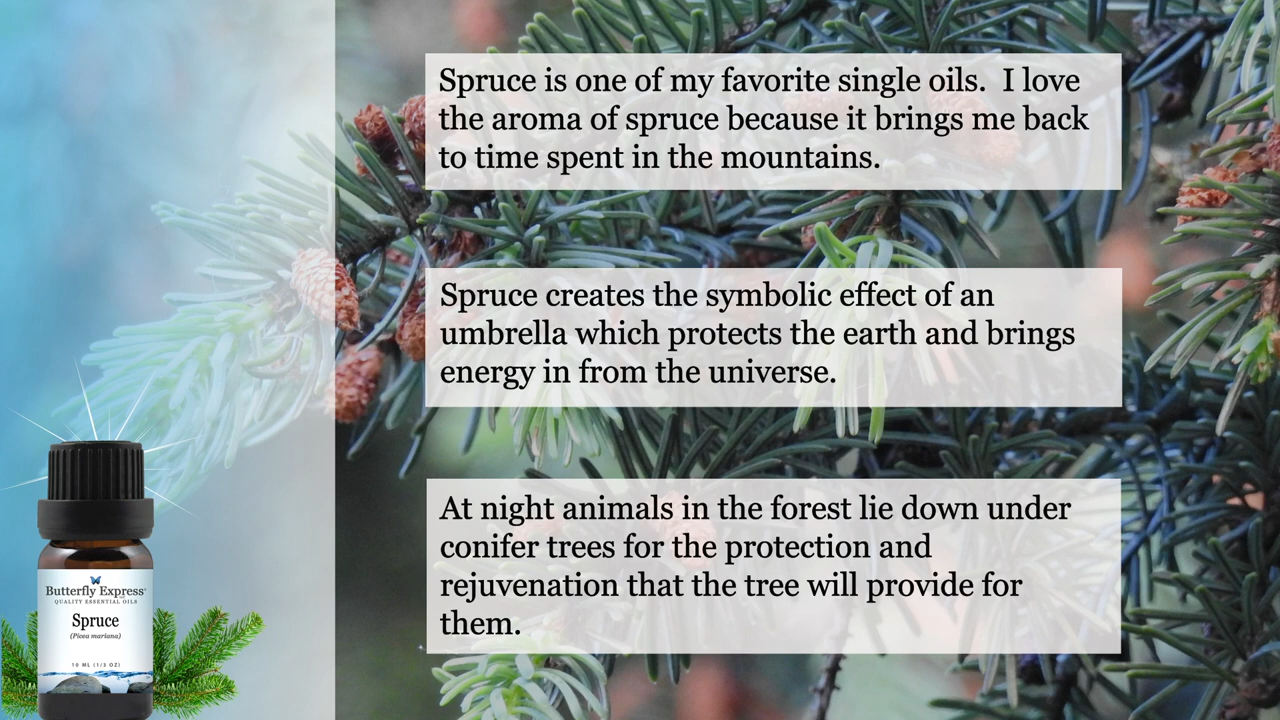 Spruce is one of my favorite single oils.  I love
the aroma of spruce because it brings me back
to time spent in the mountains.
Spruce creates the symbolic effect of an
umbrella which protects the earth and brings
energy in from the universe.
At night animals in the forest lie down under
conifer trees for the protection and
rejuvenation that the tree will provide for
them.
Butterfly Express
QUALITY ESSENTIAL OILS
Spruce
(Picea mariana)
10 ML (1/3 OZ)